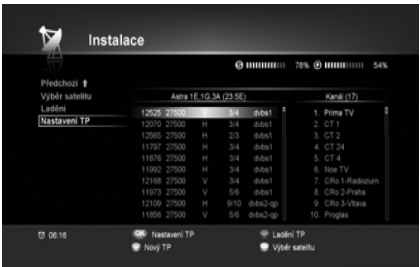 Instalace
S 78% Q 54%
Předchozí
Výběr satelitu
Ladění
Nastavení TP
Astra 1E,1G,3A (23.5E)
Kanál (17)
12525 27500 V 3/4 dvbs1
12070 27500 H 3/4 dvbs1
12565 27500 H 2/3 dvbs1
11797 27500 H 3/4 dvbs1
11876 27500 H 3/4 dvbs1
11992 27500 H 3/4 dvbs1
12168 27500 V 3/4 dvbs1
11973 27500 V 5/6 dvbs1
12109 27500 H 9/10 dvbs2-qp
11856 27500 V 5/6 dvbs2-qp
1. Prima TV
2. CT 1
3. CT 2
4. CT 24
5. CT 4
6. Noe TV
7. CRo 1-Radiozurn
8. CRo 2-Praha
9. CRo 3-Vltava
10. Proglas
06:16
Nastavení TP
Ladění TP
Nový TP
Výběr satelitu